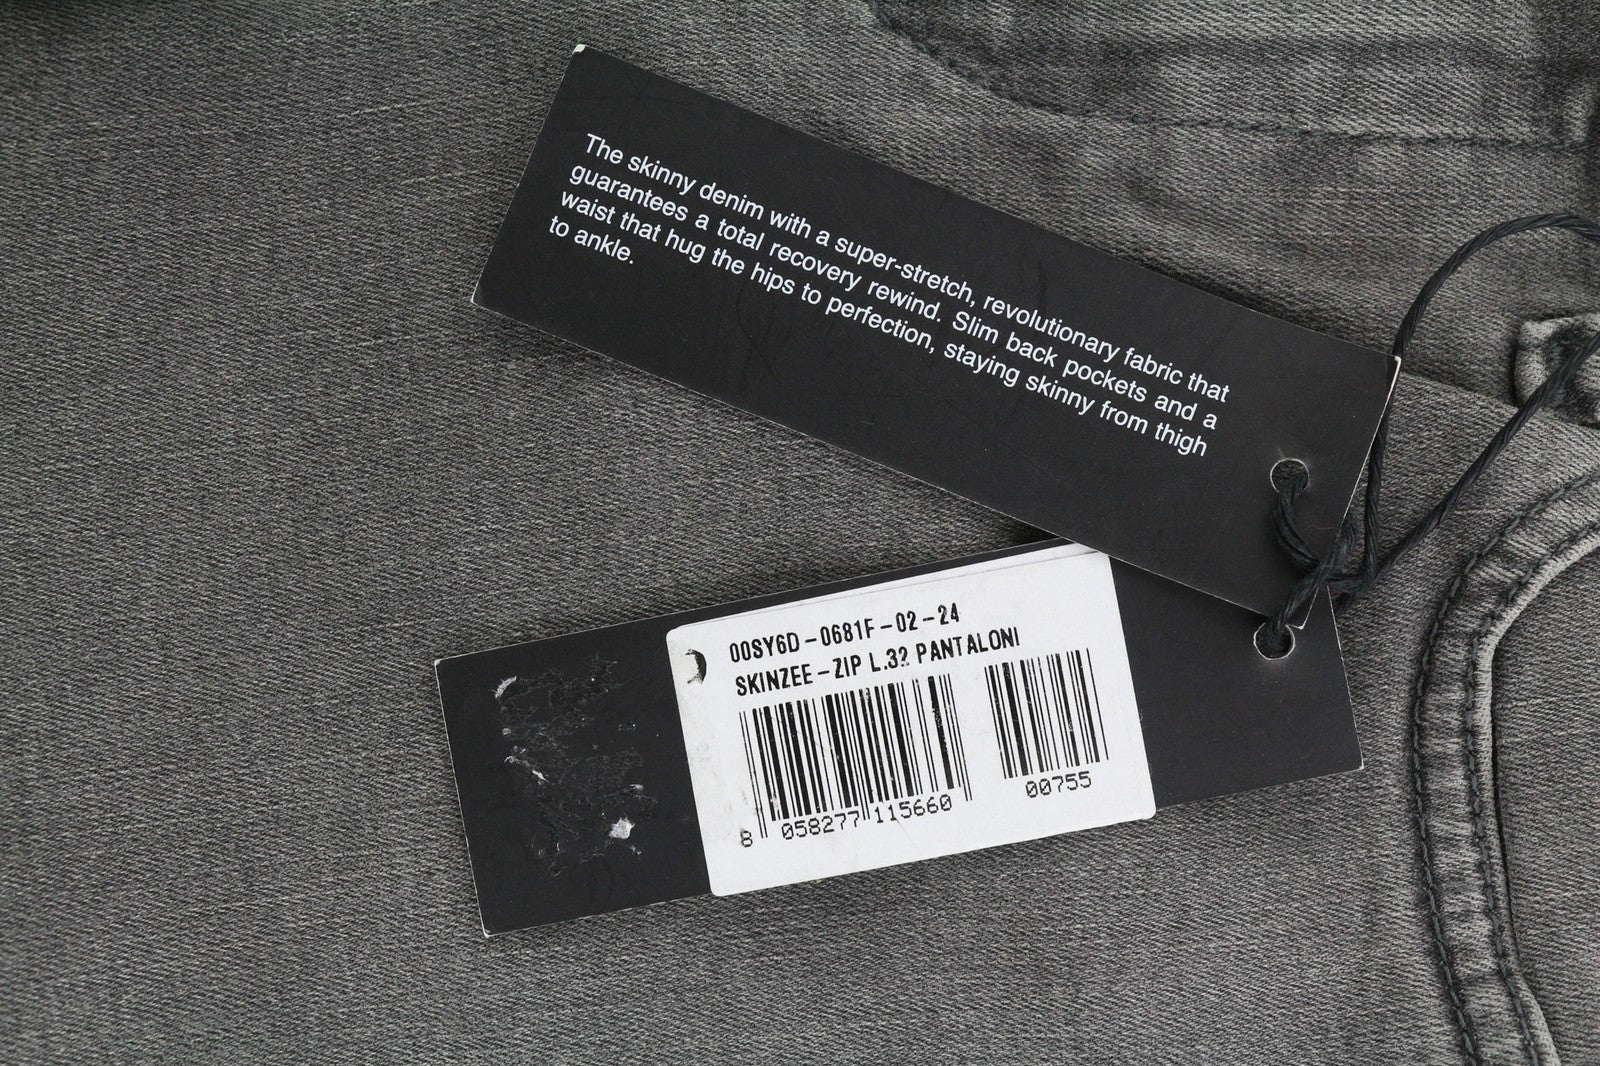 The skinny denim with a super-stretch, revolutionary fabric that
guarantees a total recovery rewind. Slim back pockets and a
waist that hug the hips to perfection, staying skinny from thigh
to ankle.
00SY6D-0681F-02-24
SKINZEE-ZIP L.32 PANTALONI
8 058277 115660
00755